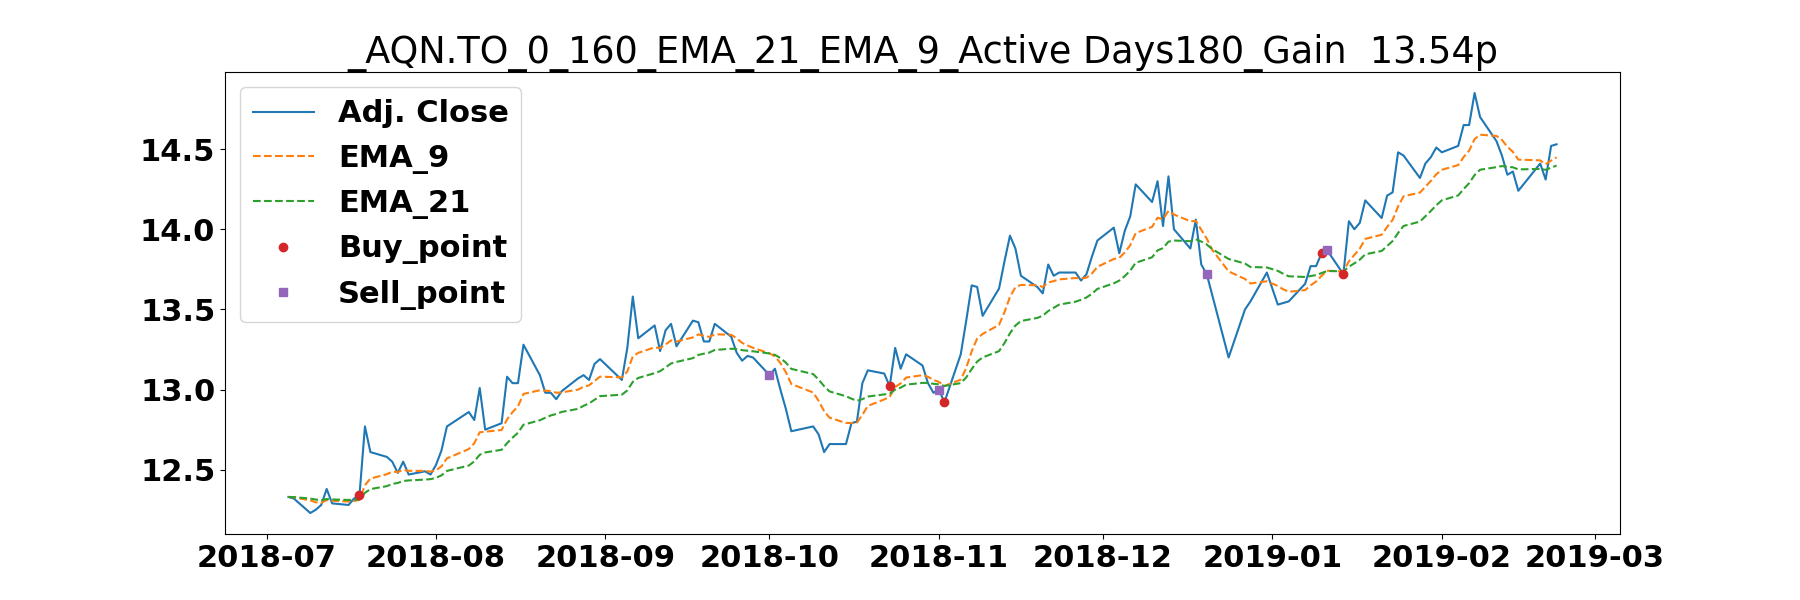 _AQN.TO_0_160_EMA_21_EMA_9_Active Days180_Gain  13.54p
Adj. Close
EMA_9
EMA_21
Buy_point
Sell_point
14.5
14.0
13.5
13.0
12.5
2018-07 2018-08 2018-09 2018-10 2018-11 2018-12 2019-01 2019-02 2019-03